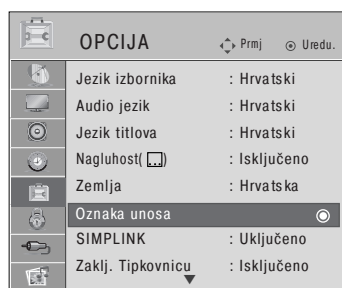 OPCIJA Prmj Uredu.
Jezik izbornika : Hrvatski
Audio jezik : Hrvatski
Jezik titlova : Hrvatski
Nagluhost( ) : Isključeno
Zemlja : Hrvatska
Oznaka unosa
SIMPLINK : Uključeno
Zaklj. Tipkovnicu : Isključeno